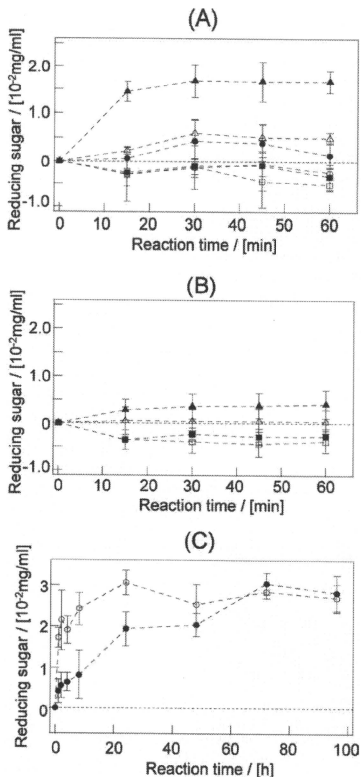 (A)
Reducing sugar / [10⁻²mg/ml]
2.0
1.0
0
-1.0
0 10 20 30 40 50 60
Reaction time / [min]
(B)
Reducing sugar / [10⁻²mg/ml]
2.0
1.0
0
-1.0
0 10 20 30 40 50 60
Reaction time / [min]
(C)
Reducing sugar / [10⁻²mg/ml]
3
2
1
0
0 20 40 60 80 100
Reaction time / [h]